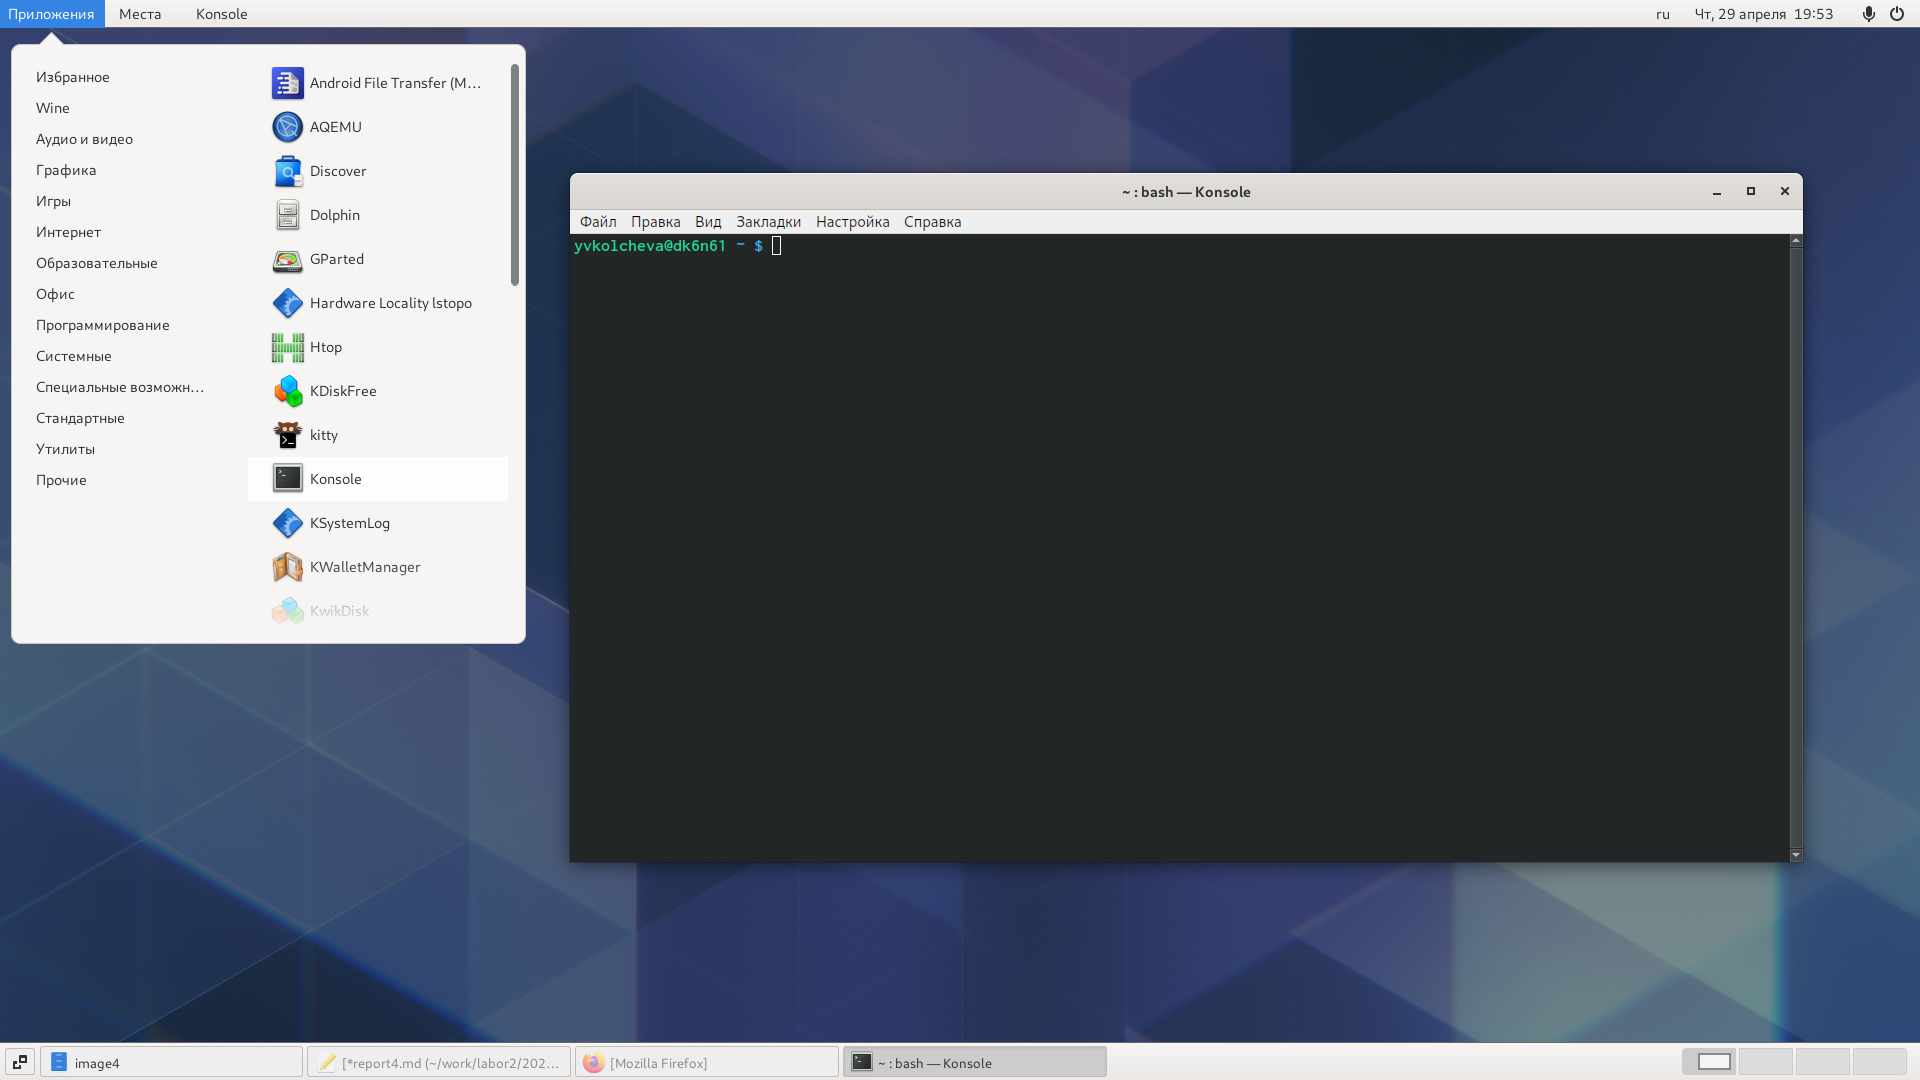 Приложения Места Konsole ru Чт, 29 апреля 19:53
Избранное
Wine
Аудио и видео
Графика
Игры
Интернет
Образовательные
Офис
Программирование
Системные
Специальные возможн...
Стандартные
Утилиты
Прочие
Android File Transfer (M...
AQEMU
Discover
Dolphin
GParted
Hardware Locality lstopo
Htop
KDiskFree
kitty
Konsole
KSystemLog
KWalletManager
KwikDisk
~ : bash — Konsole
Файл Правка Вид Закладки Настройка Справка
yvkolcheva@dk6n61 ~ $
image4
[*report4.md (~/work/labor2/202...
[Mozilla Firefox]
~ : bash — Konsole